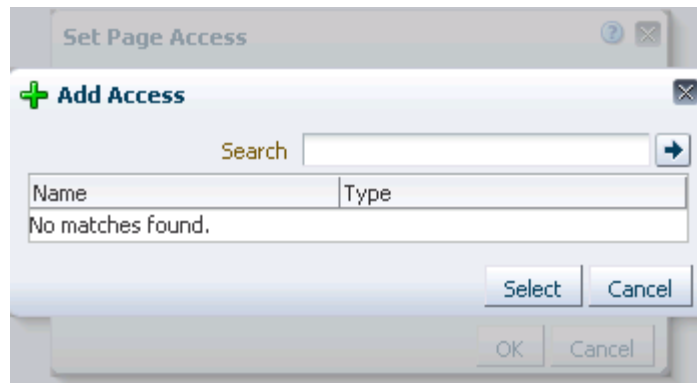 Set Page Access
Add Access
Search
Name Type
No matches found.
Select Cancel
OK Cancel